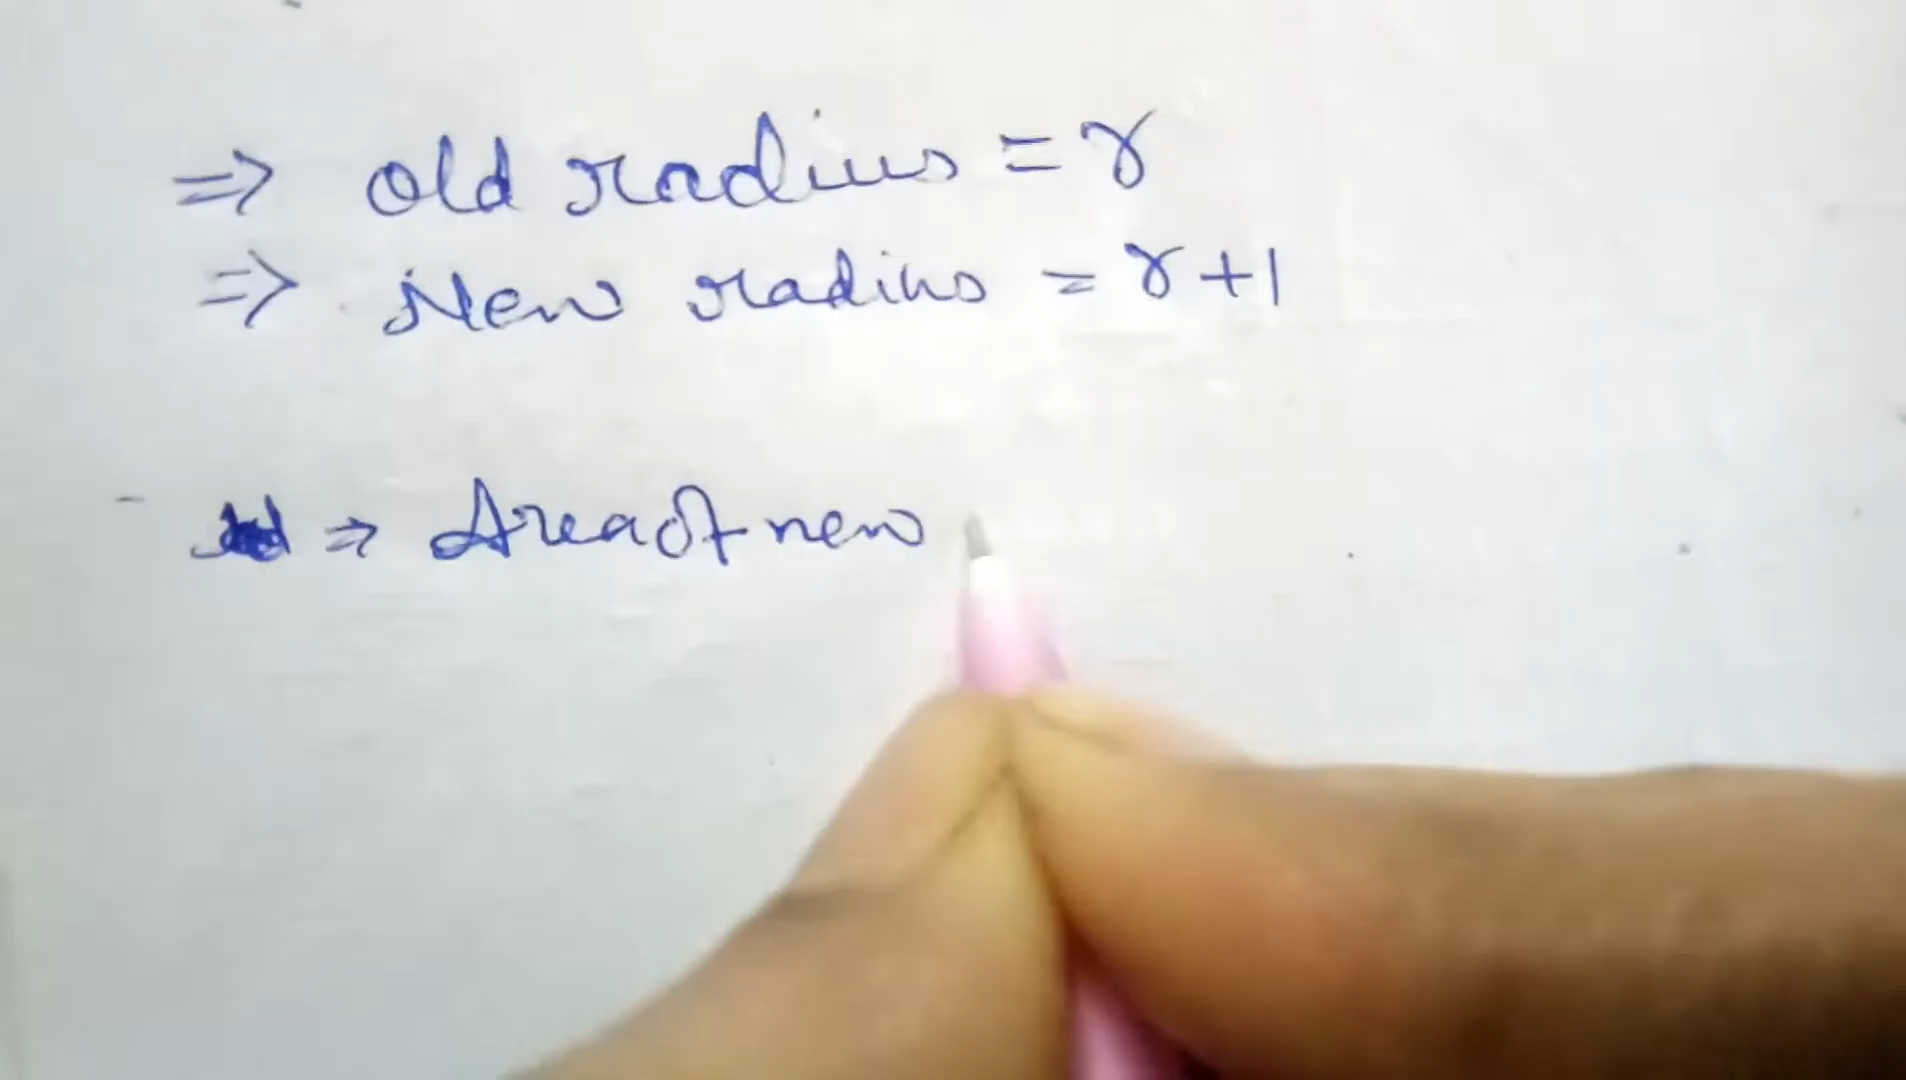 ⇒ old radius = r
⇒ New radius = r + 1
⇒ Area of new